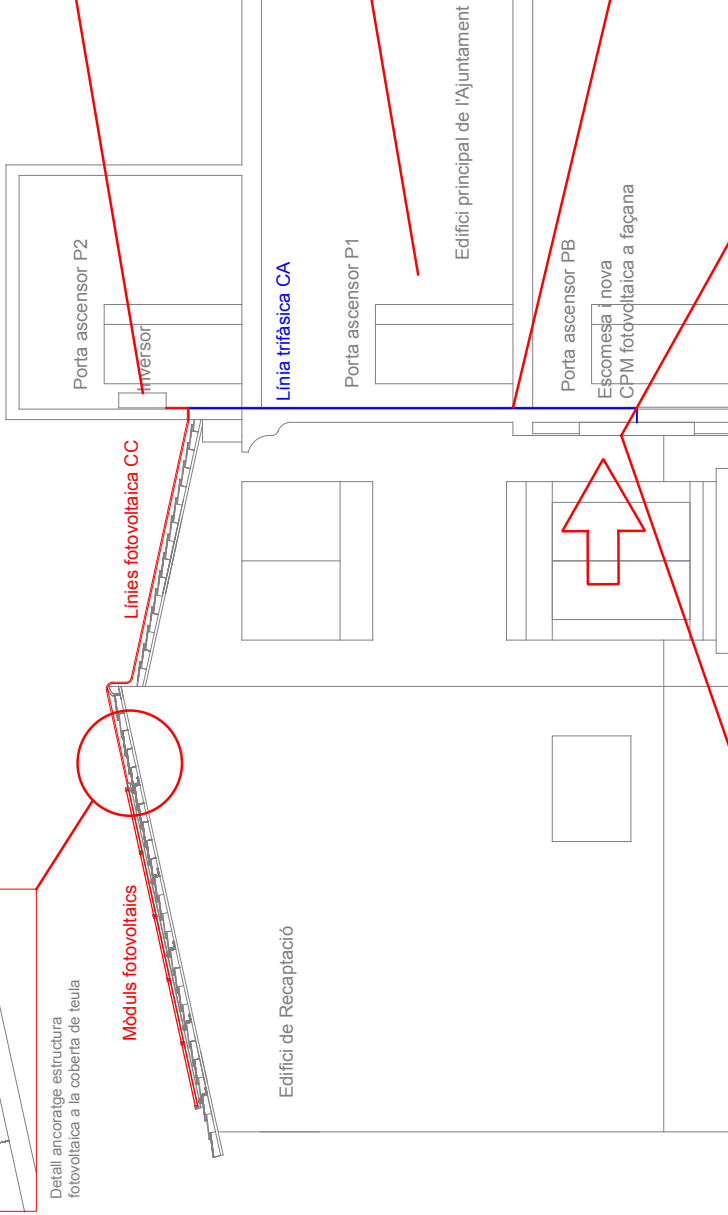 Detall ancoratge estructura
fotovoltaica a la coberta de teula
Mòduls fotovoltaics
Edifici de Recaptació
Línies fotovoltaica CC
Porta ascensor P2
Inversor
Línia trifàsica CA
Porta ascensor P1
Edifici principal de l'Ajuntament
Porta ascensor PB
Escomesa i nova
CPM fotovoltaica a façana